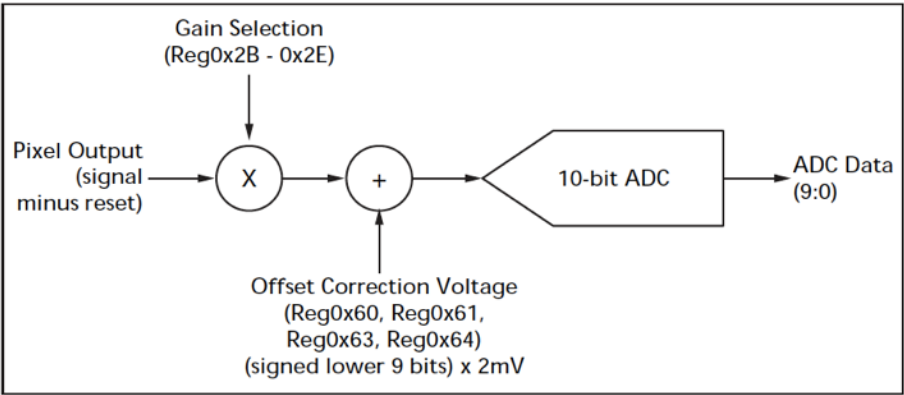 Gain Selection
(Reg0x2B - 0x2E)
Pixel Output
(signal
minus reset)
X
+
10-bit ADC
ADC Data
(9:0)
Offset Correction Voltage
(Reg0x60, Reg0x61,
Reg0x63, Reg0x64)
(signed lower 9 bits) x 2mV